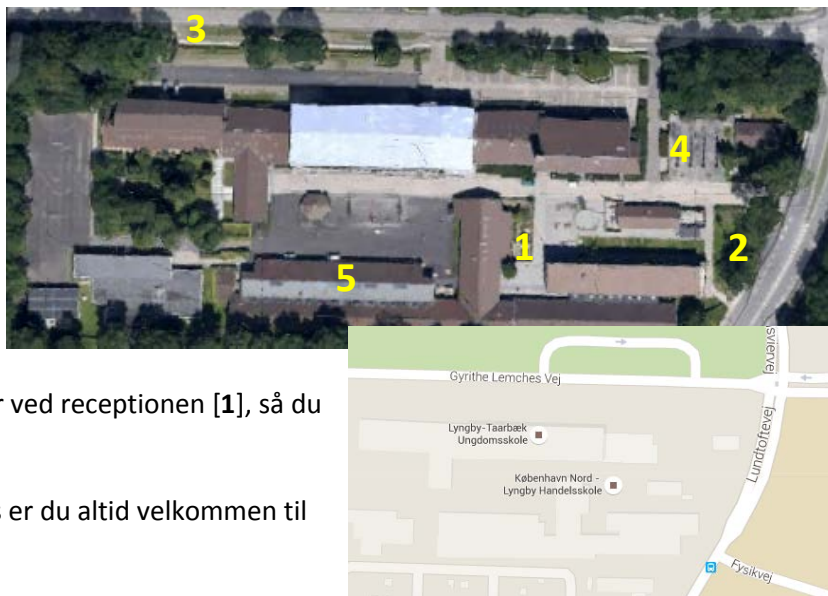 3
4
1
2
5
r ved receptionen [1], så du
s er du altid velkommen til
Gyrithe Lemches Vej
Lyngby-Taarbæk
Ungdomsskole
København Nord -
Lyngby Handelsskole
sviervej
Lundtoftevej
Fysikvej